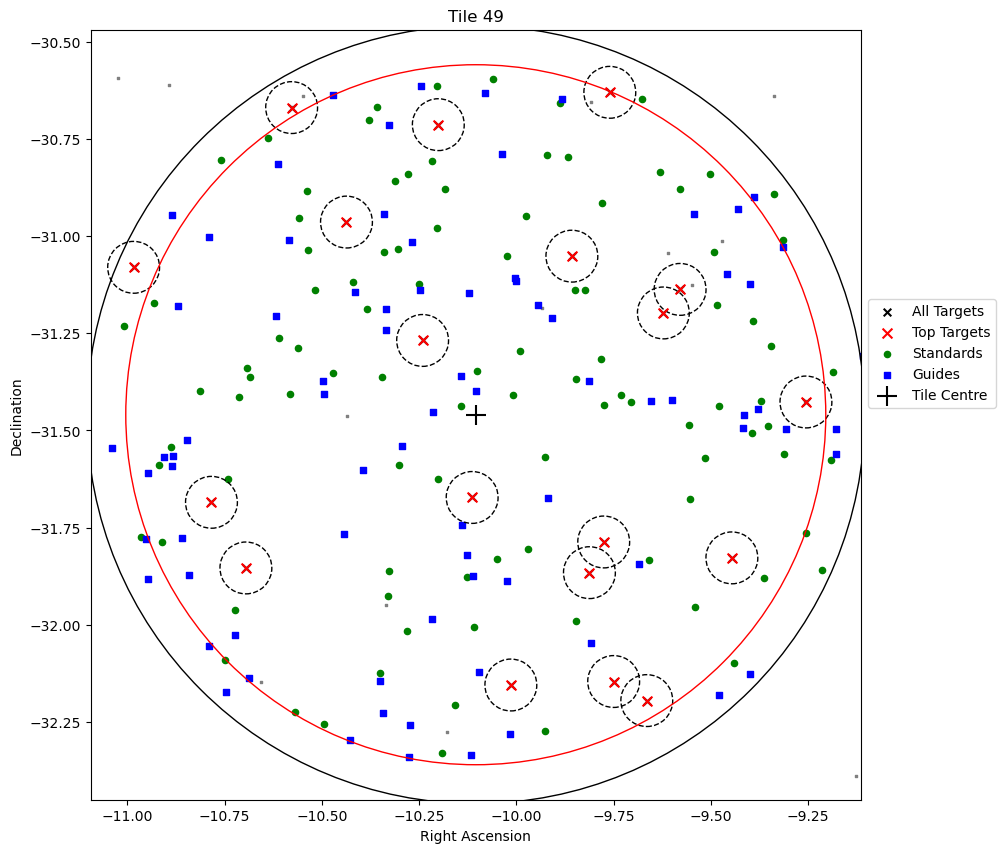 Tile 49
Declination
−30.50
−30.75
−31.00
−31.25
−31.50
−31.75
−32.00
−32.25
−11.00
−10.75
−10.50
−10.25
−10.00
−9.75
−9.50
−9.25
Right Ascension
All Targets
Top Targets
Standards
Guides
Tile Centre